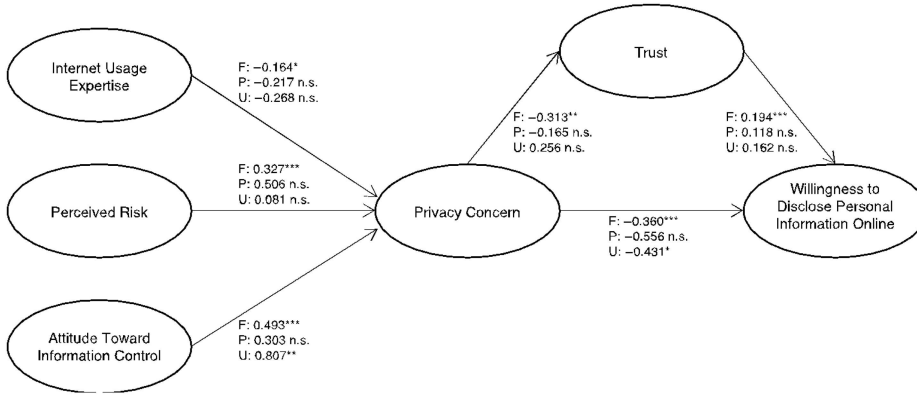 Internet Usage
Expertise
F: −0.164*
P: −0.217 n.s.
U: −0.268 n.s.
Trust
F: −0.313**
P: −0.165 n.s.
U: 0.256 n.s.
F: 0.194***
P: 0.118 n.s.
U: 0.162 n.s.
Perceived Risk
F: 0.327***
P: 0.506 n.s.
U: 0.081 n.s.
Privacy Concern
F: −0.360***
P: −0.556 n.s.
U: −0.431*
Willingness to
Disclose Personal
Information Online
Attitude Toward
Information Control
F: 0.493***
P: 0.303 n.s.
U: 0.807**